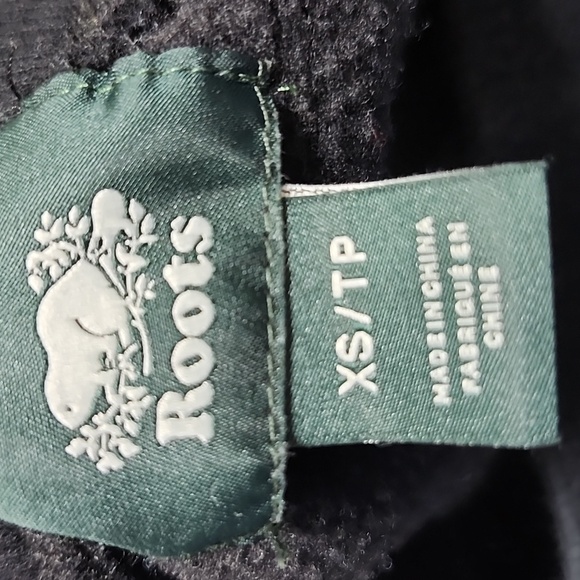 Roots
XS/TP
MADE IN CHINA
FABRIQUÉ EN
CHINE